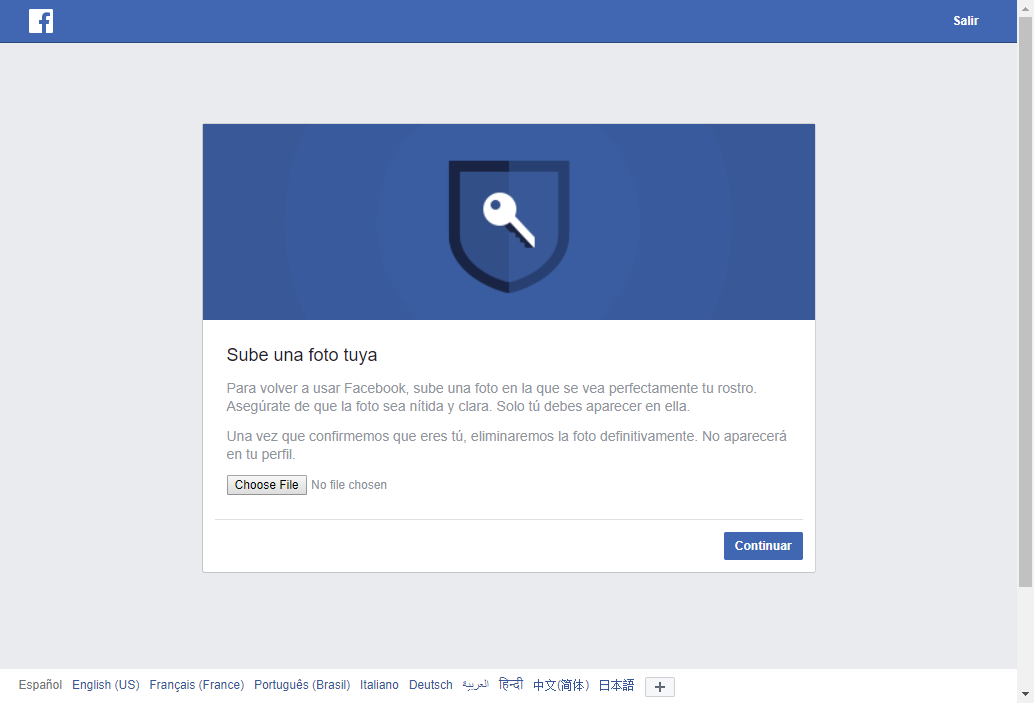 Salir
Sube una foto tuya
Para volver a usar Facebook, sube una foto en la que se vea perfectamente tu rostro.
Asegúrate de que la foto sea nítida y clara. Solo tú debes aparecer en ella.
Una vez que confirmemos que eres tú, eliminaremos la foto definitivamente. No aparecerá
en tu perfil.
Choose File No file chosen
Continuar
Español English (US) Français (France) Português (Brasil) Italiano Deutsch العربية हिन्दी 中文(简体) 日本語 +